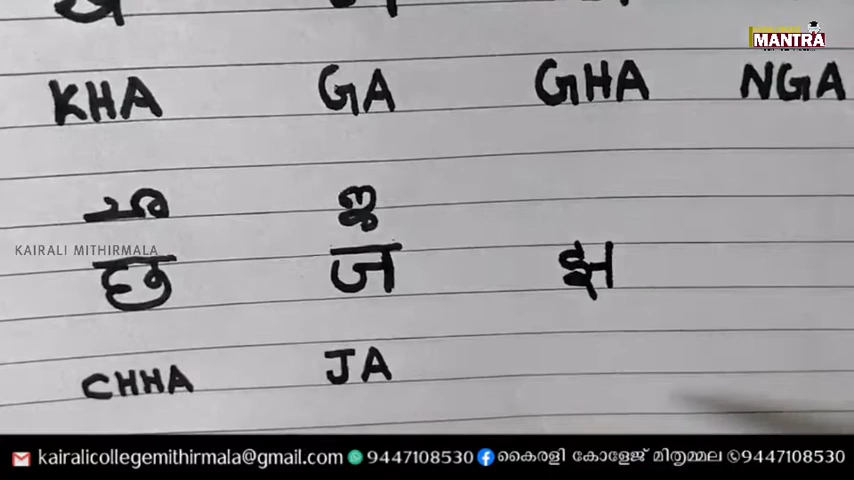 MANTRA
KHA GA GHA NGA
ഛ ജ
KAIRALI MITHIRMALA
छ ज झ
CHHA JA
kairalicollegemithirmala@gmail.com 9447108530 കൈരളി കോളേജ് മിതൃമ്മല 9447108530